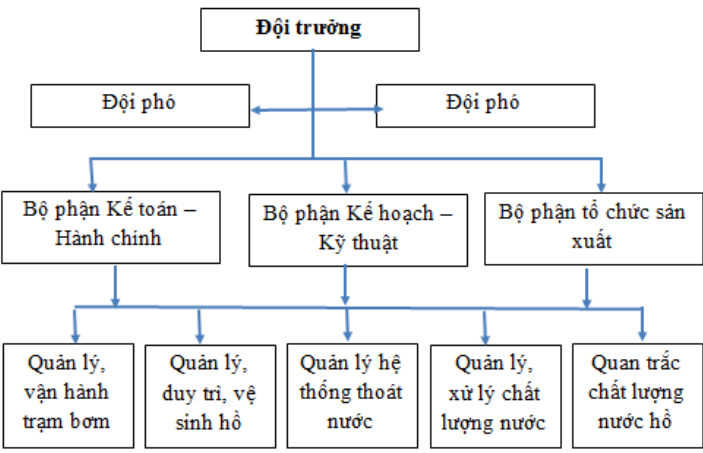 Đội trưởng
Đội phó
Đội phó
Bộ phận Kế toán –
Hành chính
Bộ phận Kế hoạch –
Kỹ thuật
Bộ phận tổ chức sản
xuất
Quản lý,
vận hành
trạm bơm
Quản lý,
duy trì, vệ
sinh hồ
Quản lý hệ
thống thoát
nước
Quản lý,
xử lý chất
lượng nước
Quan trắc
chất lượng
nước hồ